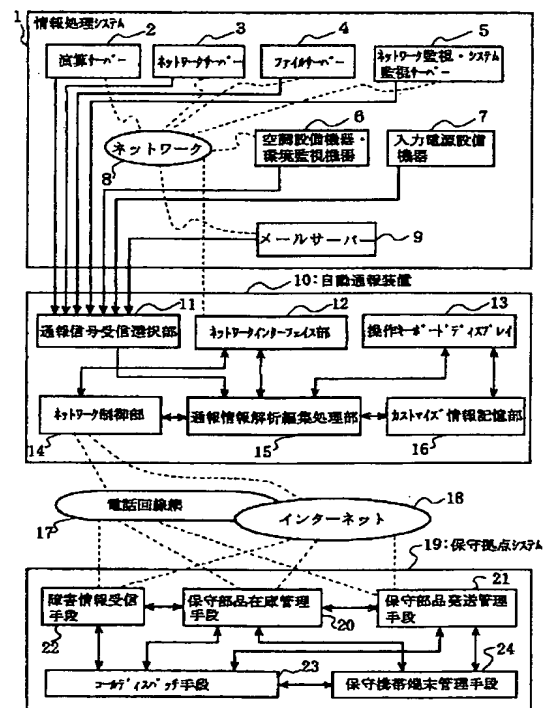 1
情報処理システム
2
3
4
5
演算サーバー
ネットワークサーバー
ファイルサーバー
ネットワーク監視・システム
監視サーバー
6
7
ネットワーク
8
空調設備機器・
環境監視機器
入力電源設備
機器
メールサーバー
9
10:自動通報装置
11
12
13
通報信号受信選択部
ネットワークインターフェイス部
操作キーボードディスプレイ
ネットワーク制御部
通報情報解析編集処理部
カスタマイズ情報記憶部
14
15
16
電話回線網
17
インターネット
18
19:保守拠点システム
障害情報受信
手段
22
保守部品在庫管理
手段
20
21
保守部品発送管理
手段
23
24
コールディスパッチ手段
保守携帯端末管理手段